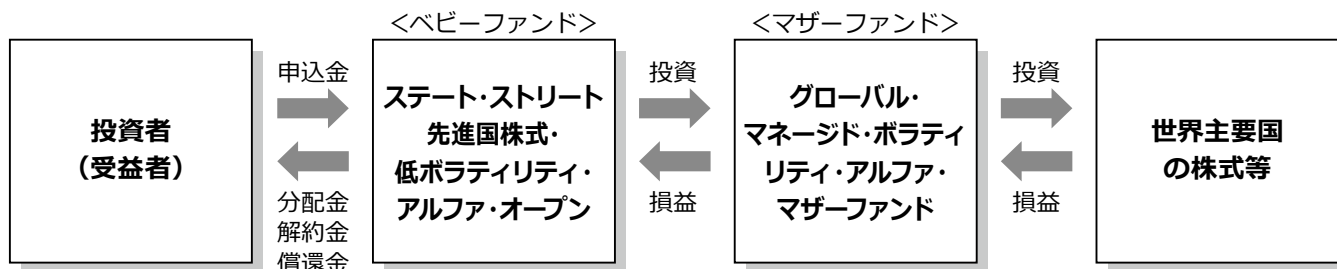 <ベビーファンド>
<マザーファンド>
投資者
（受益者）
申込金
分配金
解約金
償還金
ステート・ストリート
先進国株式・
低ボラティリティ・
アルファ・オープン
投資
損益
グローバル・
マネージド・ボラティ
リティ・アルファ・
マザーファンド
投資
損益
世界主要国
の株式等